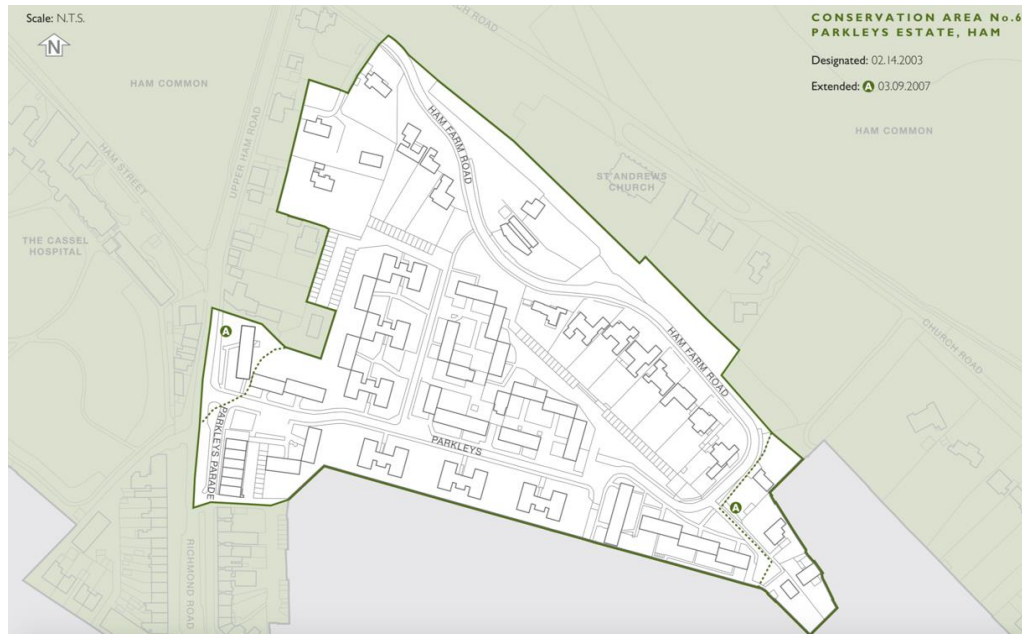 Scale: N.T.S.
N
CONSERVATION AREA No.6
PARKLEYS ESTATE, HAM
Designated: 02.14.2003
Extended: A 03.09.2007
CHURCH ROAD
HAM COMMON
HAM COMMON
HAM STREET
UPPER HAM ROAD
HAM FARM ROAD
ST ANDREWS
CHURCH
THE CASSEL
HOSPITAL
A
HAM FARM ROAD
CHURCH ROAD
PARKLEYS PARADE
PARKLEYS
A
RICHMOND ROAD